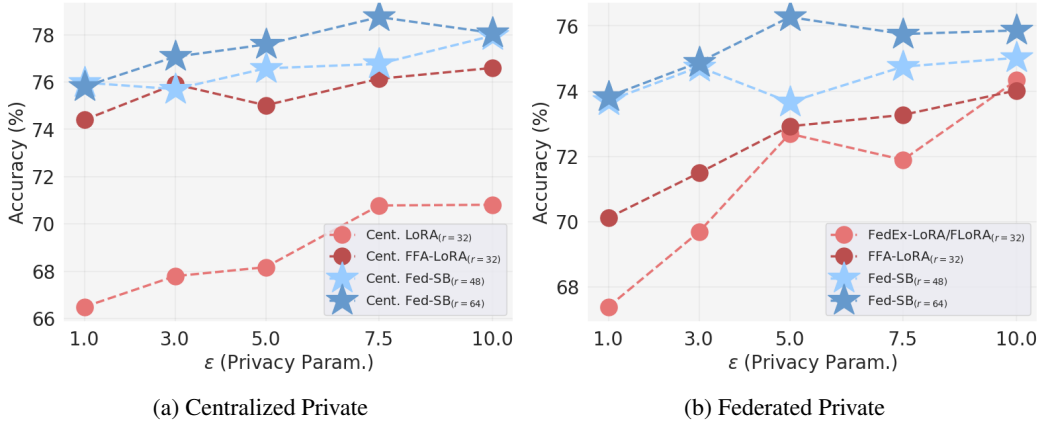 Accuracy (%)
78
76
74
72
70
68
66
1.0
3.0
5.0
7.5
10.0
ε (Privacy Param.)
Cent. LoRA(r=32)
Cent. FFA-LoRA(r=32)
Cent. Fed-SB(r=48)
Cent. Fed-SB(r=64)
(a) Centralized Private
Accuracy (%)
76
75
74
72
70
68
1.0
3.0
5.0
7.5
10.0
ε (Privacy Param.)
FedEx-LoRA/FLoRA(r=32)
FFA-LoRA(r=32)
Fed-SB(r=48)
Fed-SB(r=64)
(b) Federated Private